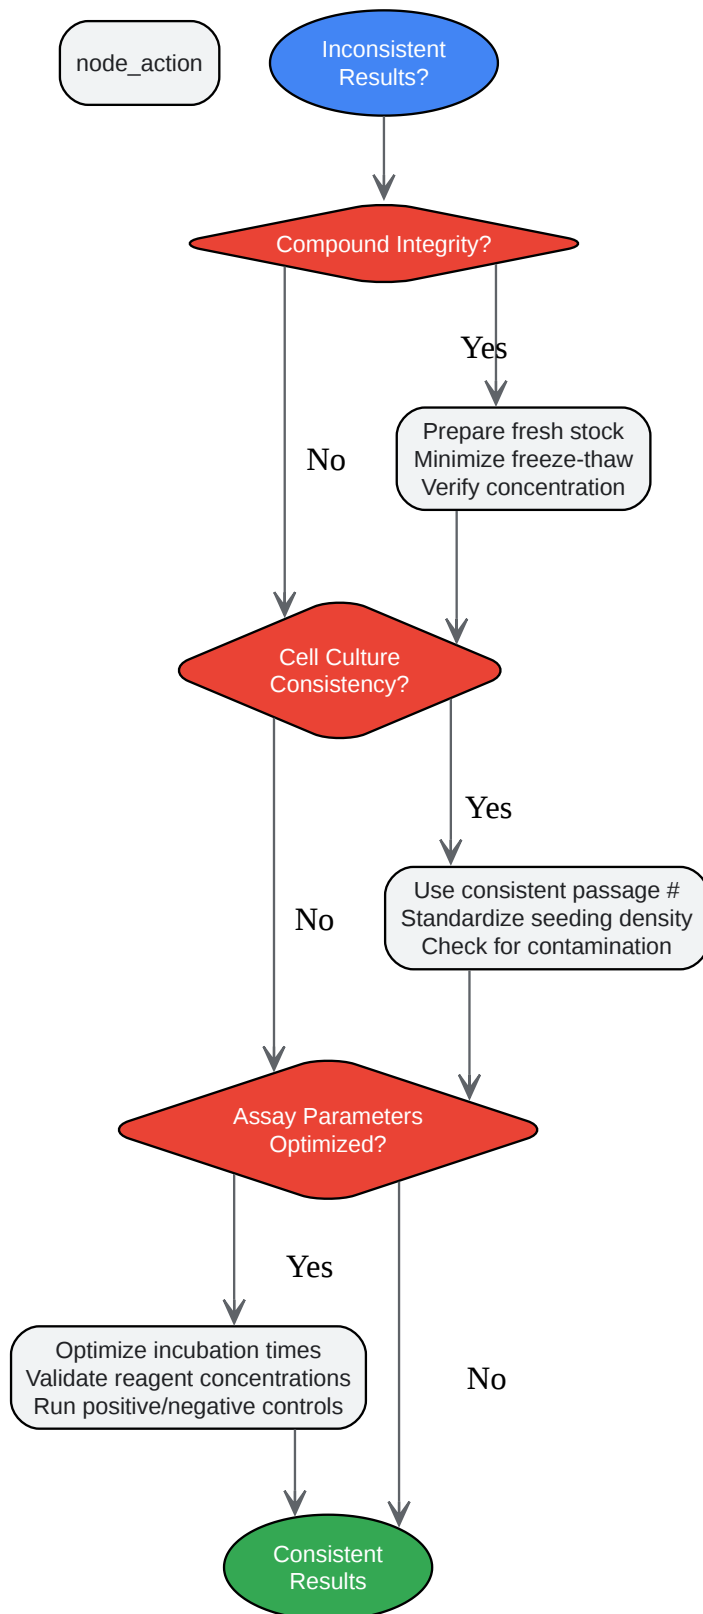 node_action
Inconsistent
Results?
Compound Integrity?
Yes
Prepare fresh stock
Minimize freeze-thaw
Verify concentration
No
Cell Culture
Consistency?
Yes
Use consistent passage #
Standardize seeding density
Check for contamination
No
Assay Parameters
Optimized?
Yes
Optimize incubation times
Validate reagent concentrations
Run positive/negative controls
No
Consistent
Results